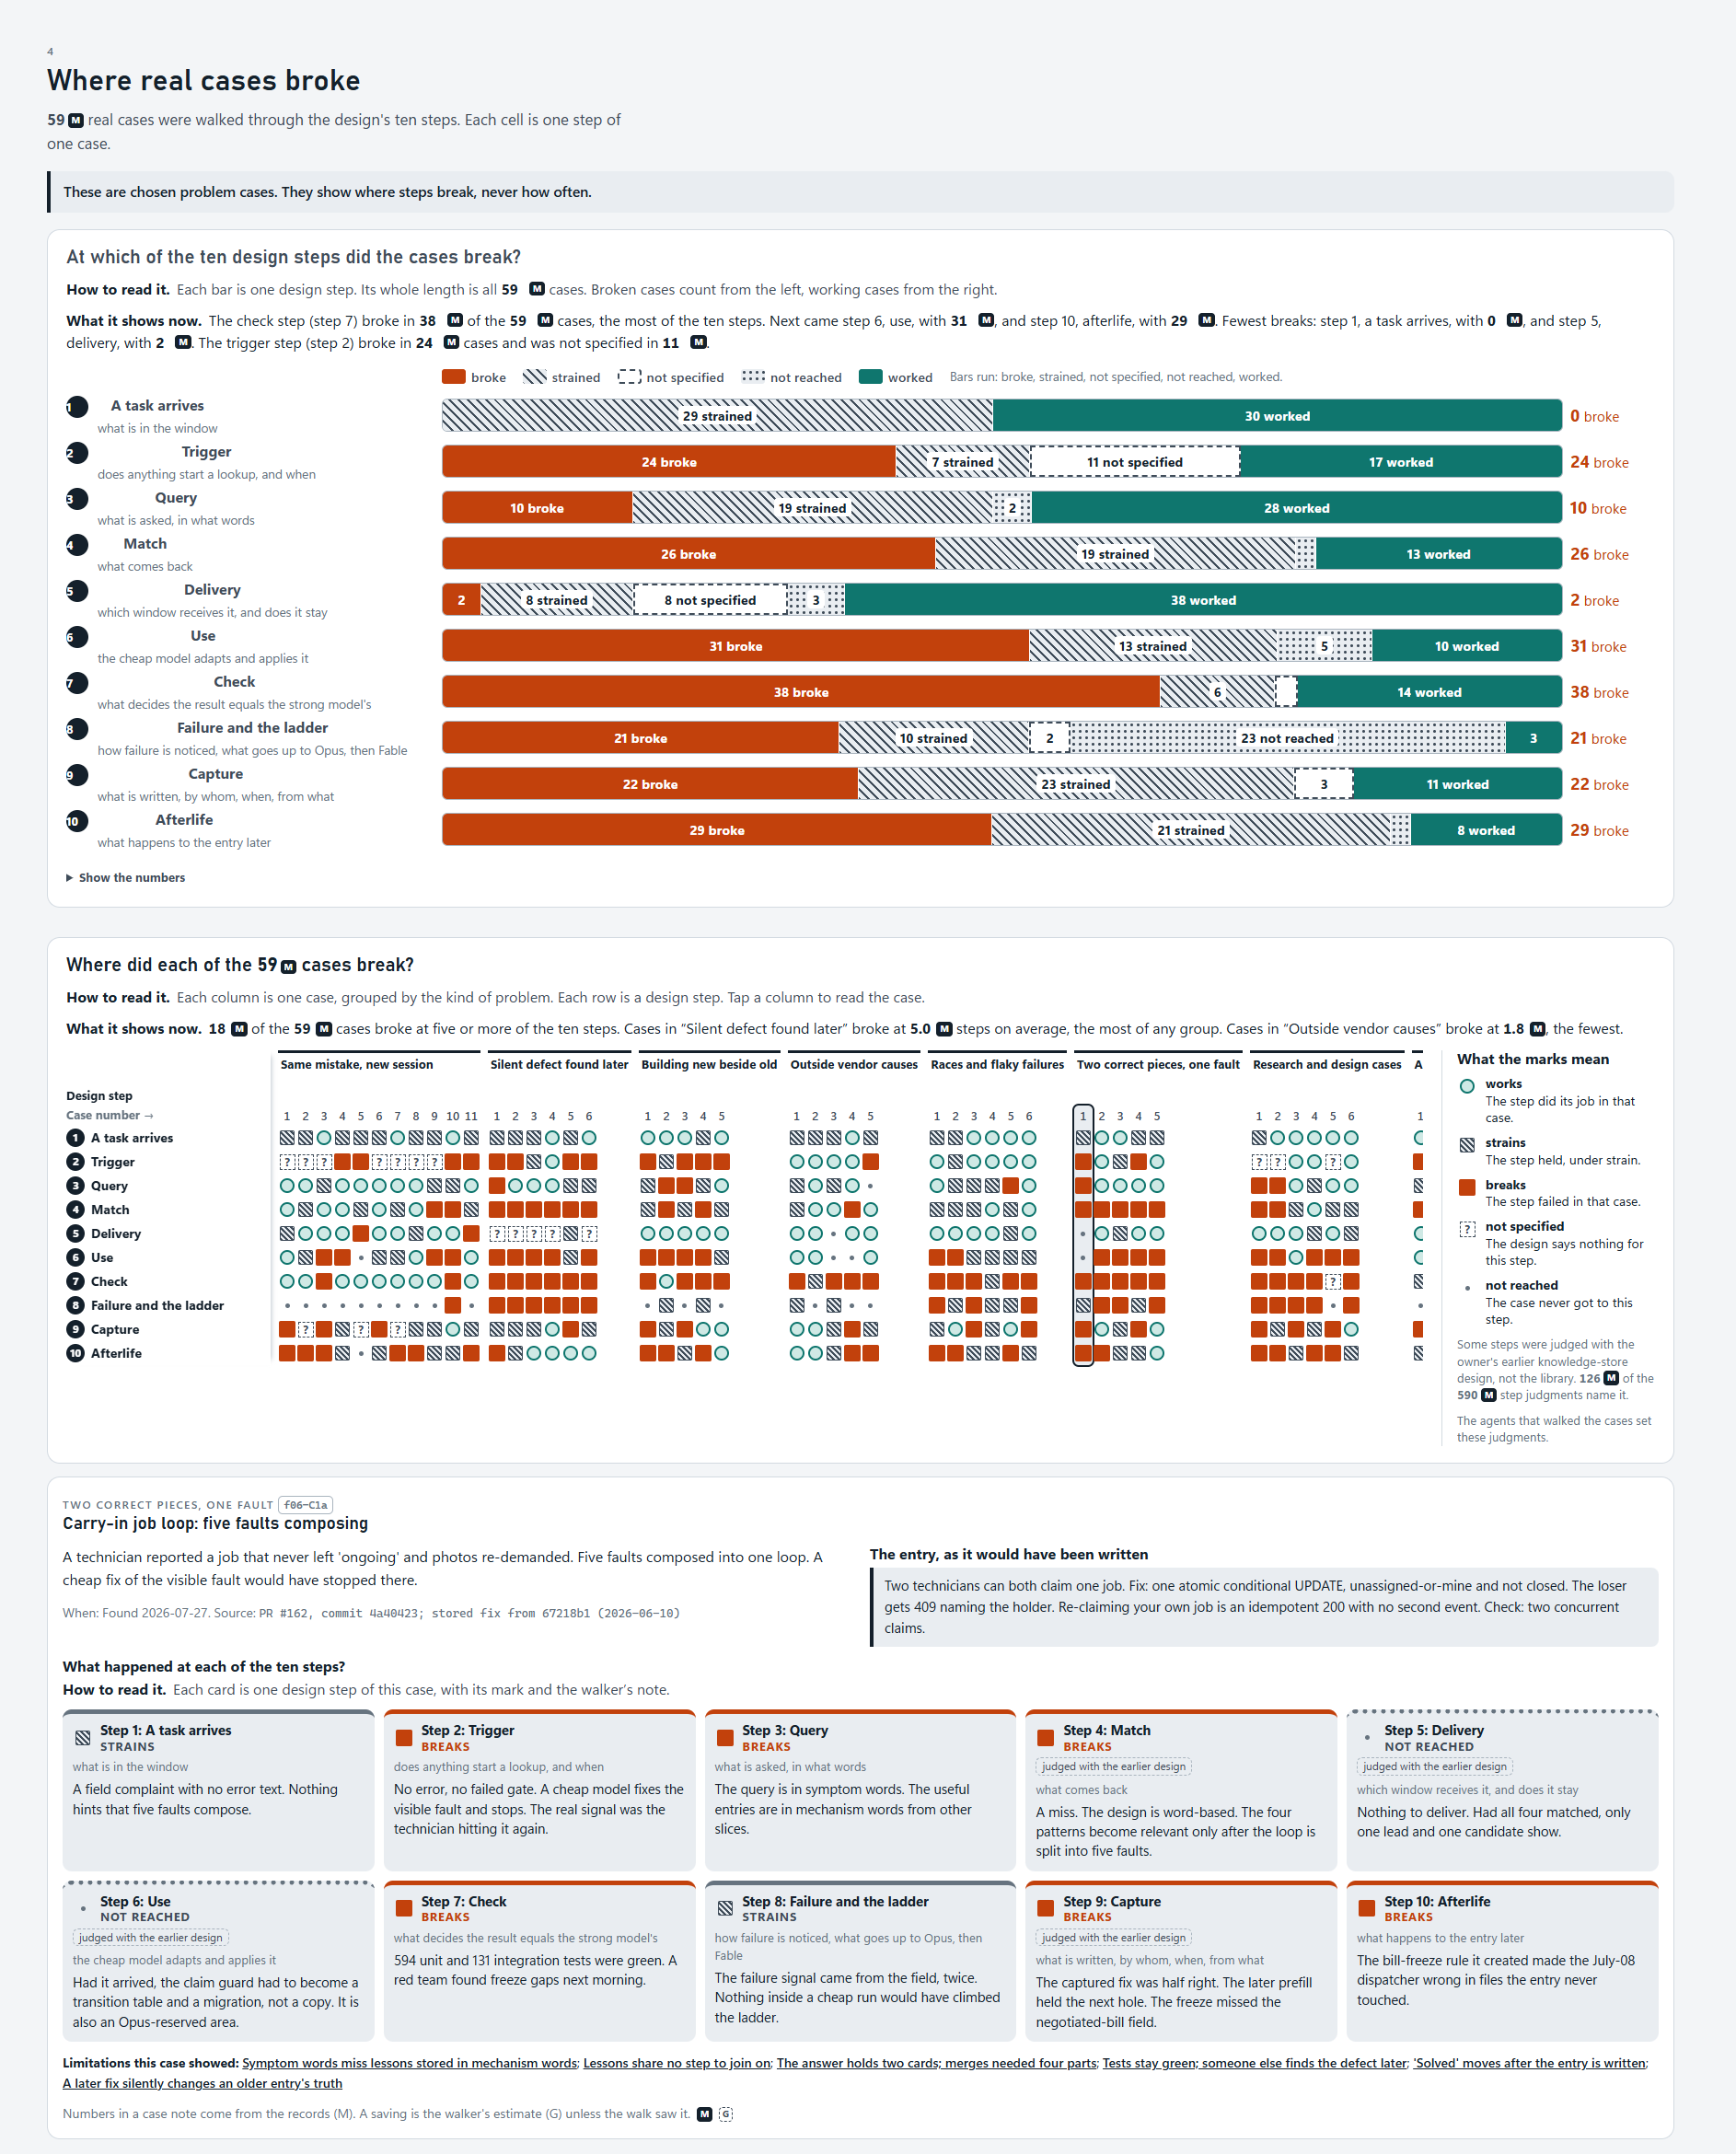 4
Where real cases broke
59 M real cases were walked through the design's ten steps. Each cell is one step of
one case.
These are chosen problem cases. They show where steps break, never how often.
At which of the ten design steps did the cases break?
How to read it. Each bar is one design step. Its whole length is all 59 M cases. Broken cases count from the left, working cases from the right.
What it shows now. The check step (step 7) broke in 38 M of the 59 M cases, the most of the ten steps. Next came step 6, use, with 31 M, and step 10, afterlife, with 29 M. Fewest breaks: step 1, a task arrives, with 0 M, and step 5,
delivery, with 2 M. The trigger step (step 2) broke in 24 M cases and was not specified in 11 M.
broke strained not specified not reached worked Bars run: broke, strained, not specified, not reached, worked.
1 A task arrives
what is in the window
29 strained 30 worked 0 broke
2 Trigger
does anything start a lookup, and when
24 broke 7 strained 11 not specified 17 worked 24 broke
3 Query
what is asked, in what words
10 broke 19 strained 2 28 worked 10 broke
4 Match
what comes back
26 broke 19 strained 13 worked 26 broke
5 Delivery
which window receives it, and does it stay
2 8 strained 8 not specified 3 38 worked 2 broke
6 Use
the cheap model adapts and applies it
31 broke 13 strained 5 10 worked 31 broke
7 Check
what decides the result equals the strong model's
38 broke 6 14 worked 38 broke
8 Failure and the ladder
how failure is noticed, what goes up to Opus, then Fable
21 broke 10 strained 2 23 not reached 3 21 broke
9 Capture
what is written, by whom, when, from what
22 broke 23 strained 3 11 worked 22 broke
10 Afterlife
what happens to the entry later
29 broke 21 strained 8 worked 29 broke
▶ Show the numbers
Where did each of the 59 M cases break?
How to read it. Each column is one case, grouped by the kind of problem. Each row is a design step. Tap a column to read the case.
What it shows now. 18 M of the 59 M cases broke at five or more of the ten steps. Cases in “Silent defect found later” broke at 5.0 M steps on average, the most of any group. Cases in “Outside vendor causes” broke at 1.8 M, the fewest.
Same mistake, new session Silent defect found later Building new beside old Outside vendor causes Races and flaky failures Two correct pieces, one fault Research and design cases A
Design step
Case number → 1 2 3 4 5 6 7 8 9 10 11 1 2 3 4 5 6 1 2 3 4 5 1 2 3 4 5 1 2 3 4 5 6 1 2 3 4 5 1 2 3 4 5 6 1
1 A task arrives
2 Trigger ? ? ? ? ? ? ? ? ? ?
3 Query
4 Match
5 Delivery ? ? ? ? ?
6 Use
7 Check ?
8 Failure and the ladder
9 Capture ? ? ?
10 Afterlife
What the marks mean
works
The step did its job in that
case.
strains
The step held, under strain.
breaks
The step failed in that case.
? not specified
The design says nothing for
this step.
not reached
The case never got to this
step.
Some steps were judged with the
owner's earlier knowledge-store
design, not the library. 126 M of the
590 M step judgments name it.
The agents that walked the cases set
these judgments.
TWO CORRECT PIECES, ONE FAULT f06-C1a
Carry-in job loop: five faults composing
A technician reported a job that never left 'ongoing' and photos re-demanded. Five faults composed into one loop. A
cheap fix of the visible fault would have stopped there.
When: Found 2026-07-27. Source: PR #162, commit 4a40423; stored fix from 67218b1 (2026-06-10)
The entry, as it would have been written
Two technicians can both claim one job. Fix: one atomic conditional UPDATE, unassigned-or-mine and not closed. The loser
gets 409 naming the holder. Re-claiming your own job is an idempotent 200 with no second event. Check: two concurrent
claims.
What happened at each of the ten steps?
How to read it. Each card is one design step of this case, with its mark and the walker's note.
Step 1: A task arrives
STRAINS
what is in the window
A field complaint with no error text. Nothing
hints that five faults compose.
Step 2: Trigger
BREAKS
does anything start a lookup, and when
No error, no failed gate. A cheap model fixes the
visible fault and stops. The real signal was the
technician hitting it again.
Step 3: Query
BREAKS
what is asked, in what words
The query is in symptom words. The useful
entries are in mechanism words from other
slices.
Step 4: Match
BREAKS
judged with the earlier design
what comes back
A miss. The design is word-based. The four
patterns become relevant only after the loop is
split into five faults.
Step 5: Delivery
NOT REACHED
judged with the earlier design
which window receives it, and does it stay
Nothing to deliver. Had all four matched, only
one lead and one candidate show.
Step 6: Use
NOT REACHED
judged with the earlier design
the cheap model adapts and applies it
Had it arrived, the claim guard had to become a
transition table and a migration, not a copy. It is
also an Opus-reserved area.
Step 7: Check
BREAKS
what decides the result equals the strong model's
594 unit and 131 integration tests were green. A
red team found freeze gaps next morning.
Step 8: Failure and the ladder
STRAINS
how failure is noticed, what goes up to Opus, then
Fable
The failure signal came from the field, twice.
Nothing inside a cheap run would have climbed
the ladder.
Step 9: Capture
BREAKS
judged with the earlier design
what is written, by whom, when, from what
The captured fix was half right. The later prefill
held the next hole. The freeze missed the
negotiated-bill field.
Step 10: Afterlife
BREAKS
what happens to the entry later
The bill-freeze rule it created made the July-08
dispatcher wrong in files the entry never
touched.
Limitations this case showed: Symptom words miss lessons stored in mechanism words; Lessons share no step to join on; The answer holds two cards; merges needed four parts; Tests stay green; someone else finds the defect later; 'Solved' moves after the entry is written;
A later fix silently changes an older entry's truth
Numbers in a case note come from the records (M). A saving is the walker's estimate (G) unless the walk saw it. M G